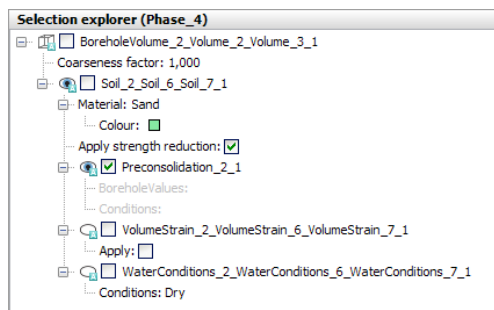 Selection explorer (Phase_4)
BoreholeVolume_2_Volume_2_Volume_3_1
Coarseness factor: 1,000
Soil_2_Soil_6_Soil_7_1
Material: Sand
Colour:
Apply strength reduction:
Preconsolidation_2_1
BoreholeValues:
Conditions:
VolumeStrain_2_VolumeStrain_6_VolumeStrain_7_1
Apply:
WaterConditions_2_WaterConditions_6_WaterConditions_7_1
Conditions: Dry